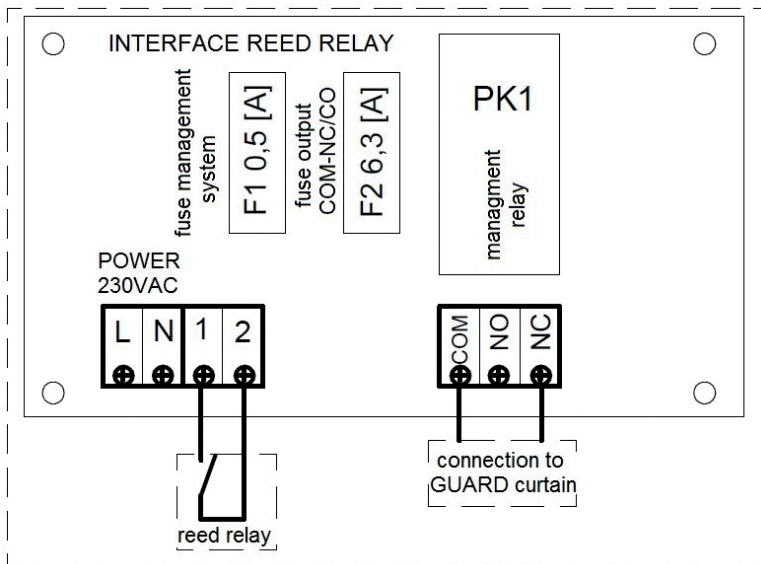 INTERFACE REED RELAY
fuse management
system
F1 0,5 [A]
fuse output
COM-NC/CO
F2 6,3 [A]
PK1
managment
relay
POWER
230VAC
L N 1 2
COM NO NC
reed relay
connection to
GUARD curtain